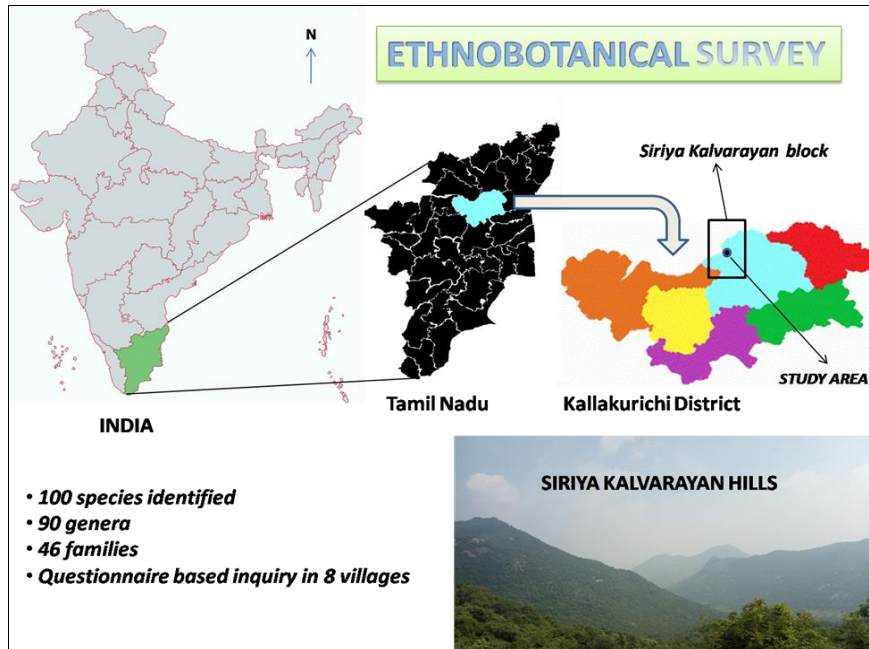 N
ETHNOBOTANICAL SURVEY
Siriya Kalvarayan block
STUDY AREA
INDIA
Tamil Nadu
Kallakurichi District
• 100 species identified
• 90 genera
• 46 families
• Questionnaire based inquiry in 8 villages
SIRIYA KALVARAYAN HILLS